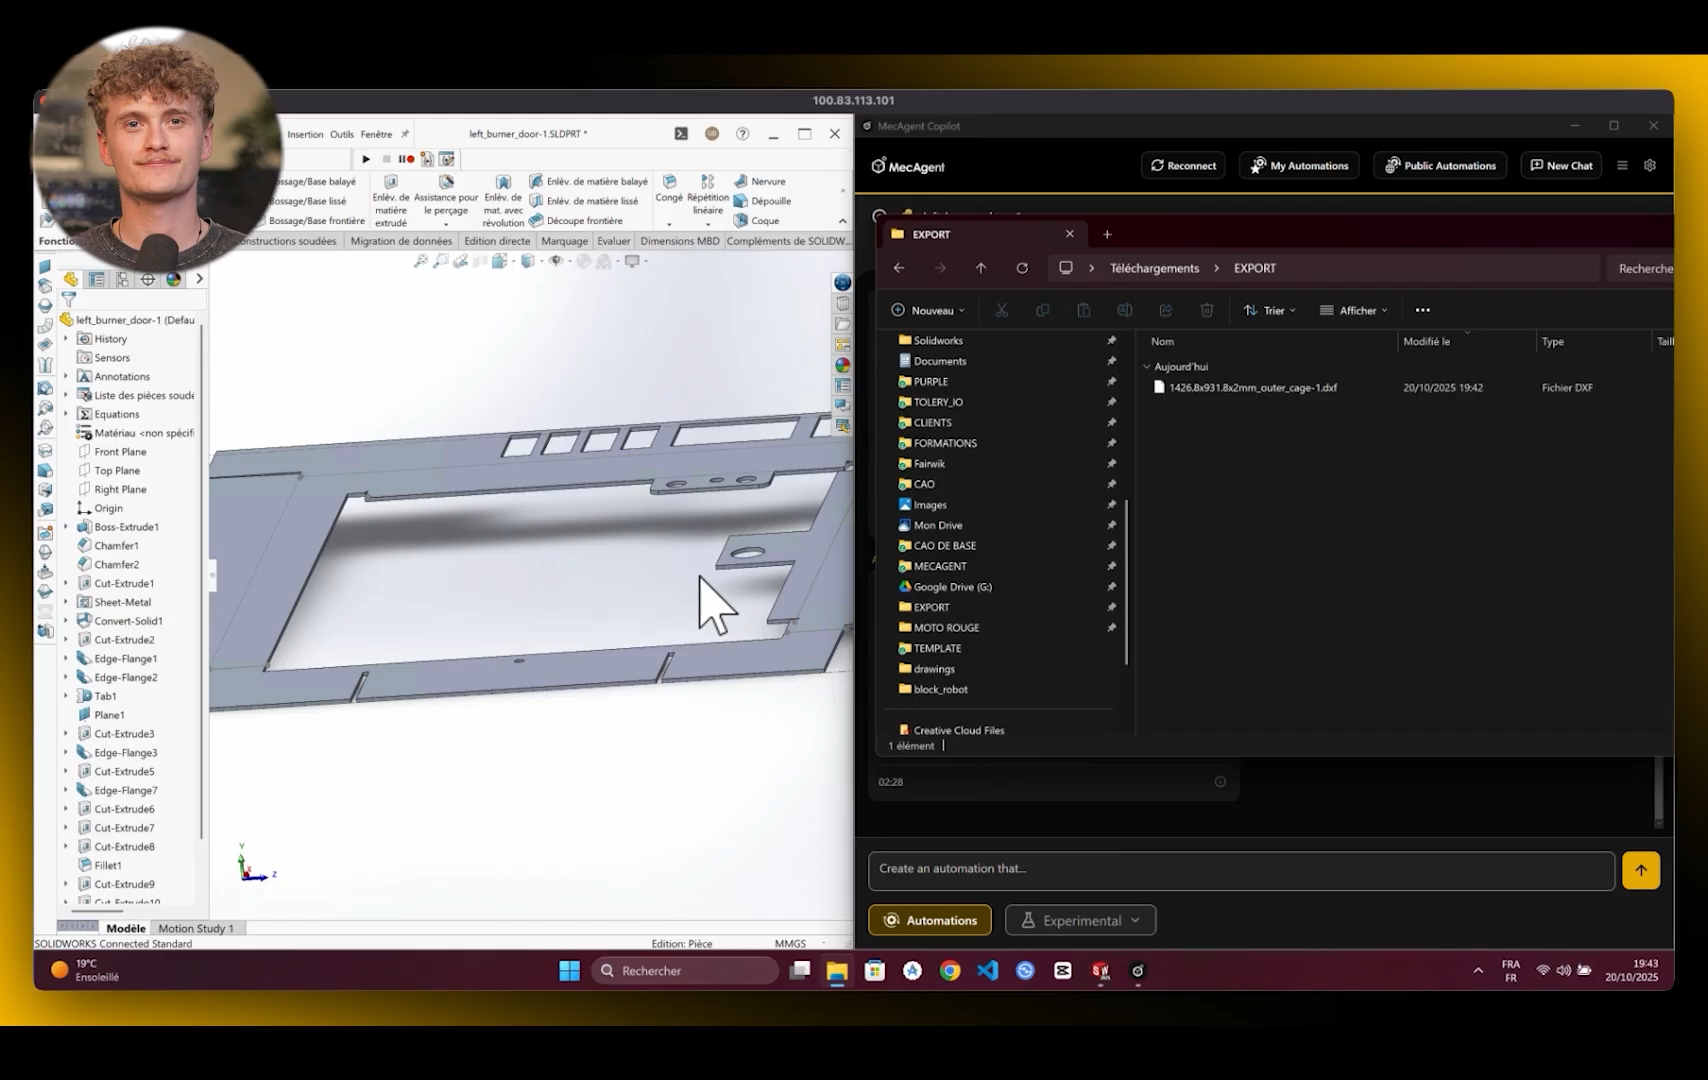 100.83.113.101
Insertion Outils Fenêtre
left_burner_door-1.SLDPRT *
Bossage/Base balayé
Bossage/Base lissé
Bossage/Base frontière
Enlèv. de matière extrudé
Assistance pour le perçage
Enlèv. de mat. avec révolution
Enlèv. de matière balayé
Enlèv. de matière lissé
Découpe frontière
Congé
Répétition linéaire
Nervure
Dépouille
Coque
Fonctio
onstructions soudées
Migration de données
Edition directe
Marquage
Evaluer
Dimensions MBD
Compléments de SOLIDW...
left_burner_door-1 (Defau
History
Sensors
Annotations
Liste des pièces soudé
Equations
Matériau <non spécifi
Front Plane
Top Plane
Right Plane
Origin
Boss-Extrude1
Chamfer1
Chamfer2
Cut-Extrude1
Sheet-Metal
Convert-Solid1
Cut-Extrude2
Edge-Flange1
Edge-Flange2
Tab1
Plane1
Cut-Extrude3
Edge-Flange3
Cut-Extrude5
Edge-Flange7
Cut-Extrude6
Cut-Extrude7
Cut-Extrude8
Fillet1
Cut-Extrude9
Cut-Extrude10
Y
Z
Modèle
Motion Study 1
SOLIDWORKS Connected Standard
Edition: Pièce
MMGS
MecAgent Copilot
MecAgent
Reconnect
My Automations
Public Automations
New Chat
EXPORT
Téléchargements > EXPORT
Recherche
Nouveau
Trier
Afficher
Solidworks
Documents
PURPLE
TOLERY_IO
CLIENTS
FORMATIONS
Fairwik
CAO
Images
Mon Drive
CAO DE BASE
MECAGENT
Google Drive (G:)
EXPORT
MOTO ROUGE
TEMPLATE
drawings
block_robot
Creative Cloud Files
Nom
Modifié le
Type
Taill
Aujourd'hui
1426.8x931.8x2mm_outer_cage-1.dxf
20/10/2025 19:42
Fichier DXF
1 élément
02:28
Create an automation that...
Automations
Experimental
19°C
Ensoleillé
Rechercher
FRA
FR
19:43
20/10/2025